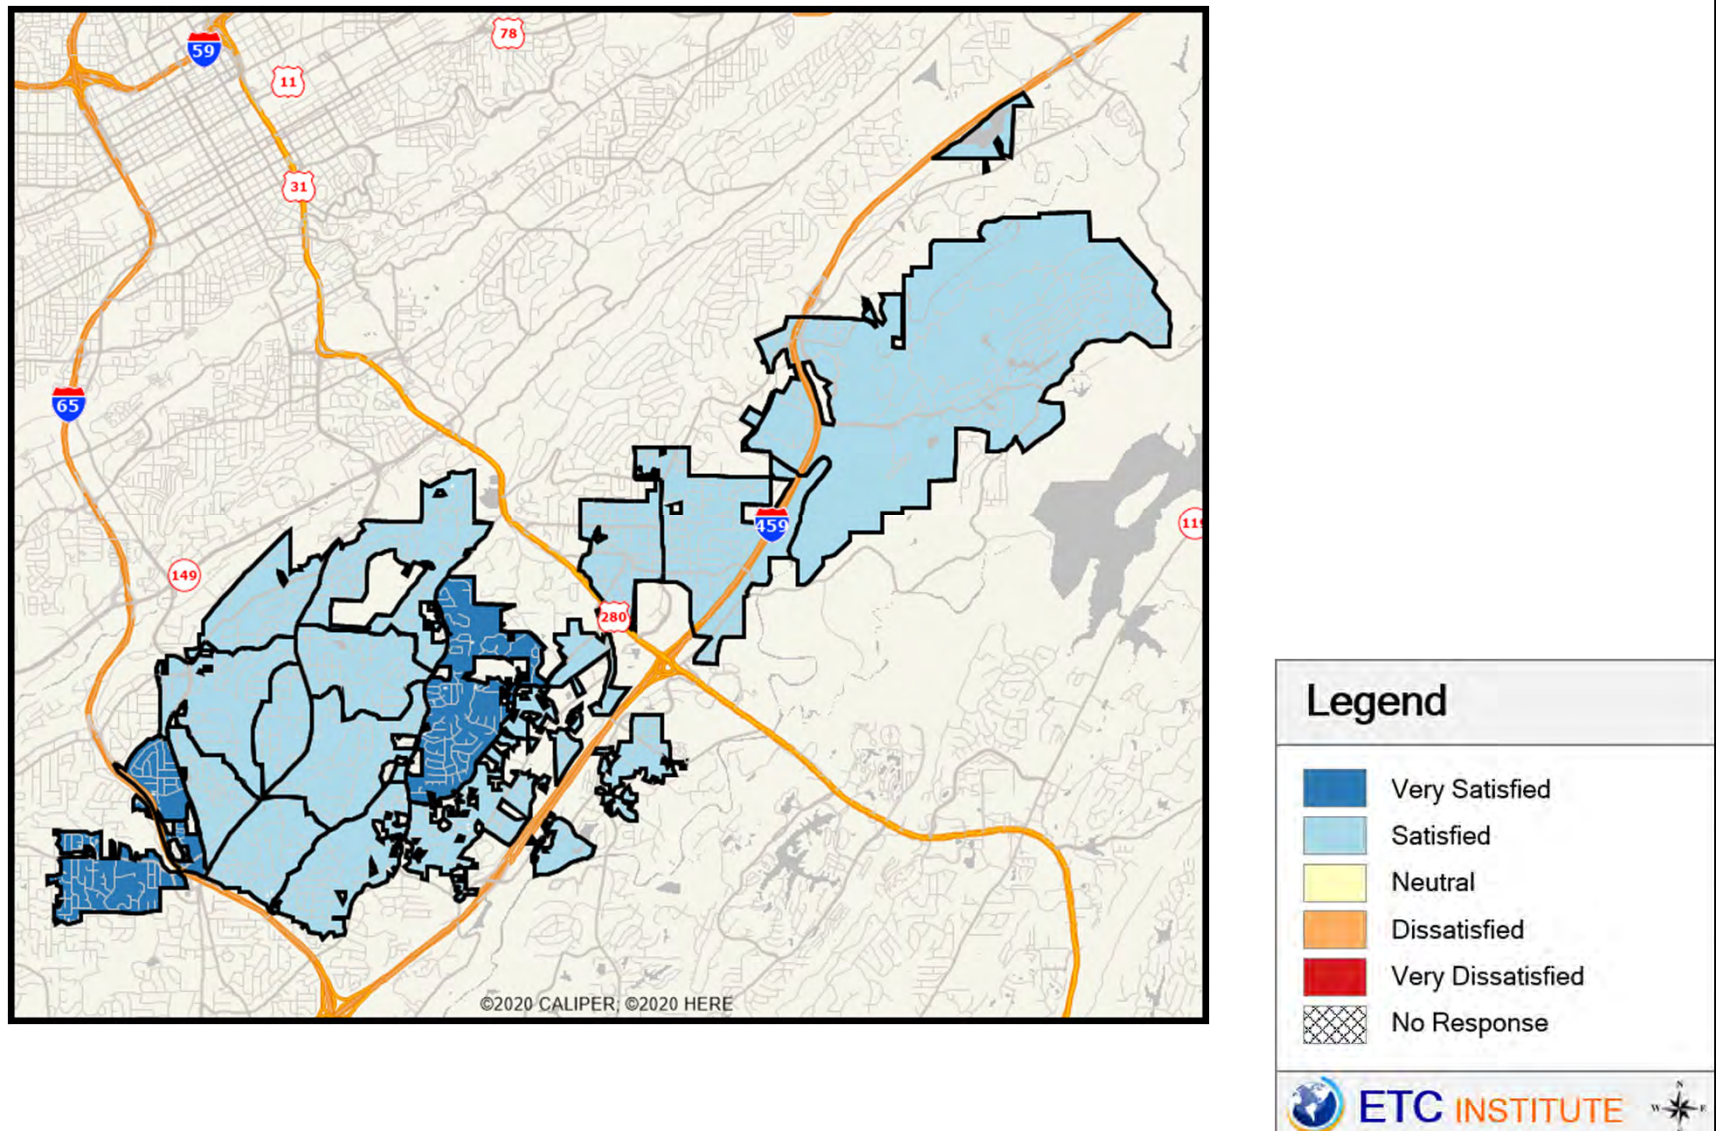 78
59
11
31
65
459
149
119
280
©2020 CALIPER; ©2020 HERE
Legend
Very Satisfied
Satisfied
Neutral
Dissatisfied
Very Dissatisfied
No Response
ETC INSTITUTE
N
W E